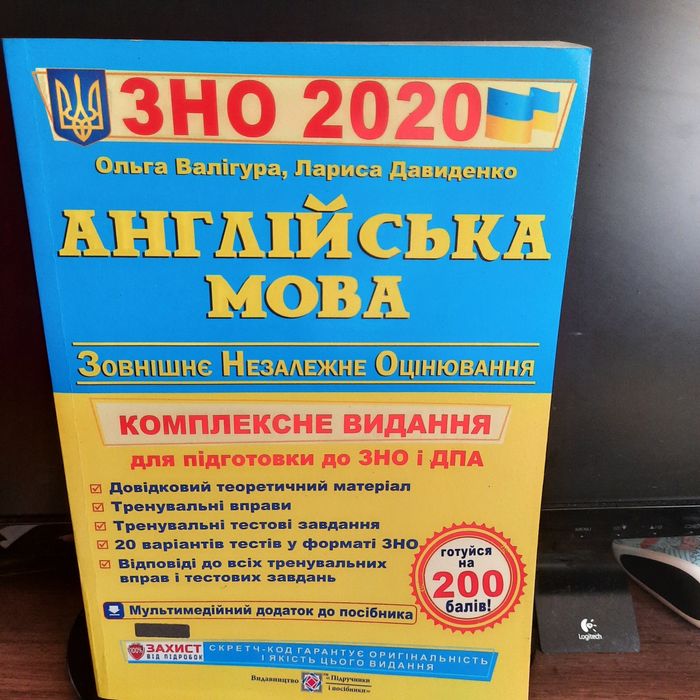 ЗНО 2020
Ольга Валігура, Лариса Давиденко
АНГЛІЙСЬКА
МОВА
ЗОВНІШНЄ НЕЗАЛЕЖНЕ ОЦІНЮВАННЯ
КОМПЛЕКСНЕ ВИДАННЯ
для підготовки до ЗНО і ДПА
Довідковий теоретичний матеріал
Тренувальні вправи
Тренувальні тестові завдання
20 варіантів тестів у форматі ЗНО
Відповіді до всіх тренувальних
вправ і тестових завдань
готуйся
на
200
балів!
Мультимедійний додаток до посібника
100%
ЗАХИСТ
ВІД ПІДРОБОК
СКРЕТЧ-КОД ГАРАНТУЄ ОРИГІНАЛЬНІСТЬ
І ЯКІСТЬ ЦЬОГО ВИДАННЯ
Видавництво
«Підручники
і посібники»
MENU
Logitech